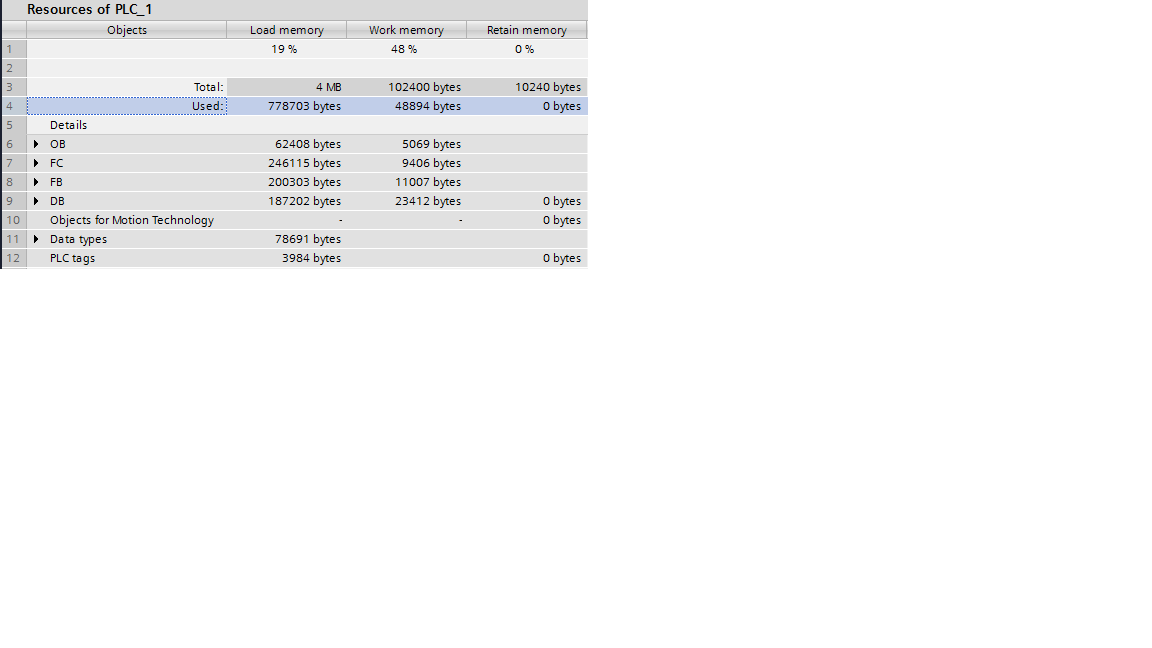 Resources of PLC_1
Objects Load memory Work memory Retain memory
1 19 % 48 % 0 %
2
3 Total: 4 MB 102400 bytes 10240 bytes
4 Used: 778703 bytes 48894 bytes 0 bytes
5 Details
6 OB 62408 bytes 5069 bytes
7 FC 246115 bytes 9406 bytes
8 FB 200303 bytes 11007 bytes
9 DB 187202 bytes 23412 bytes 0 bytes
10 Objects for Motion Technology - - 0 bytes
11 Data types 78691 bytes
12 PLC tags 3984 bytes 0 bytes